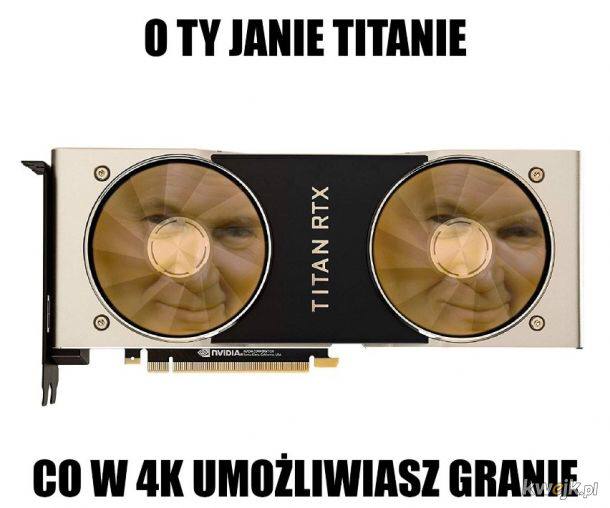 O TY JANIE TITANIE
TITAN RTX
NVIDIA
CO W 4K UMOŻLIWIASZ GRANIE
kwejk.pl